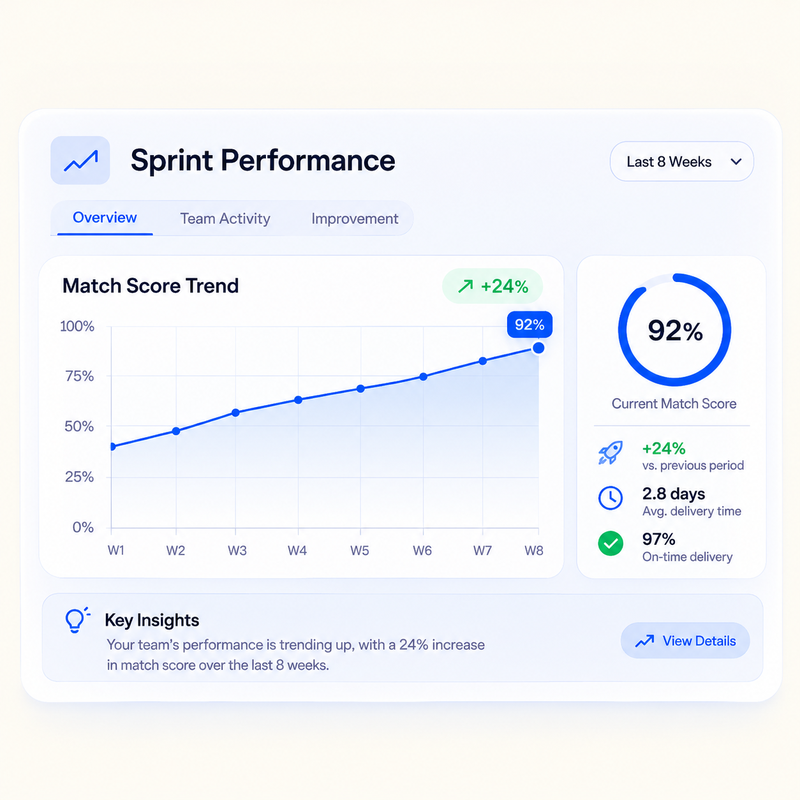 Sprint Performance
Last 8 Weeks
Overview
Team Activity
Improvement
Match Score Trend
+24%
92%
100%
75%
50%
25%
0%
W1
W2
W3
W4
W5
W6
W7
W8
92%
Current Match Score
+24%
vs. previous period
2.8 days
Avg. delivery time
97%
On-time delivery
Key Insights
Your team's performance is trending up, with a 24% increase
in match score over the last 8 weeks.
View Details